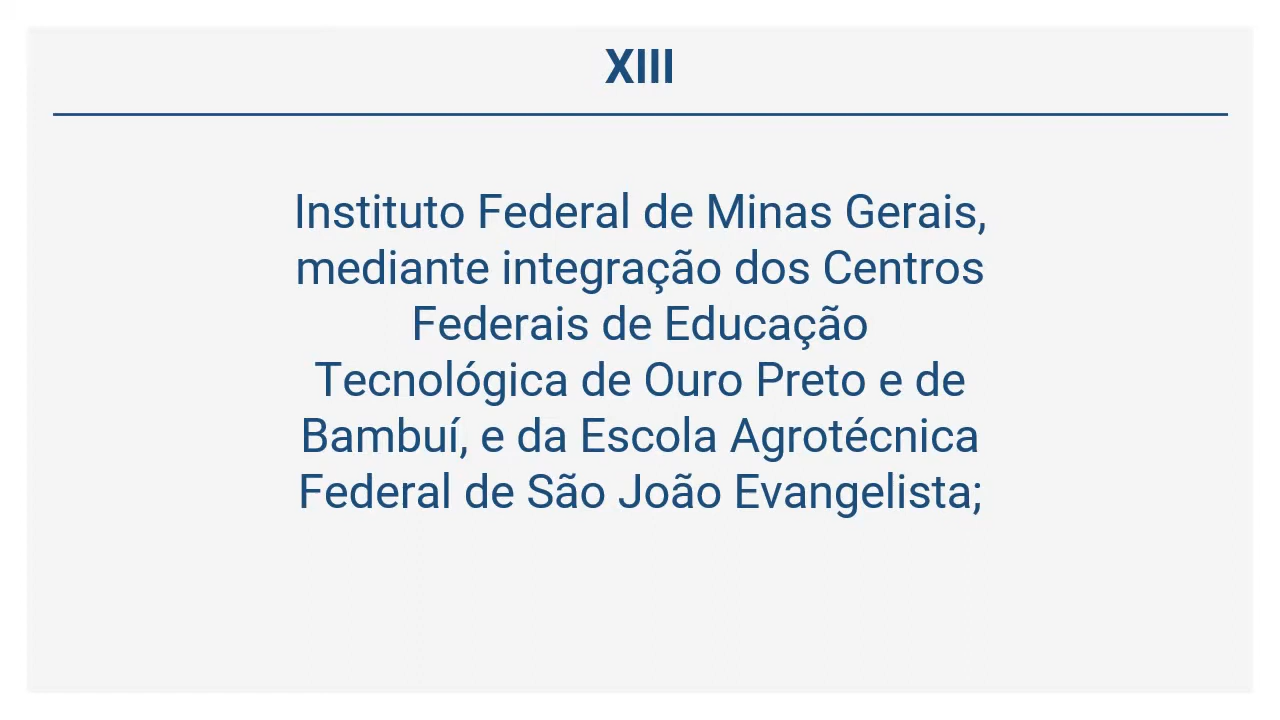 XIII
Instituto Federal de Minas Gerais,
mediante integração dos Centros
Federais de Educação
Tecnológica de Ouro Preto e de
Bambuí, e da Escola Agrotécnica
Federal de São João Evangelista;